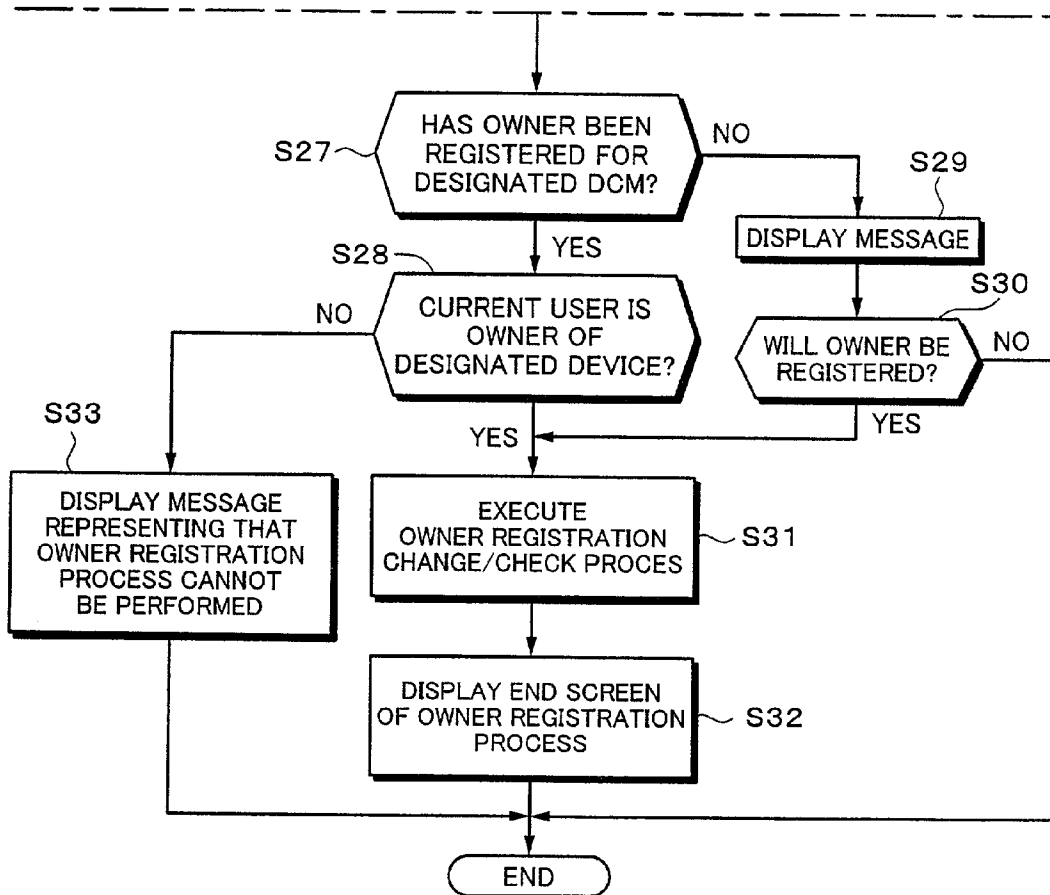 HAS OWNER BEEN
REGISTERED FOR
DESIGNATED DCM?
S27
NO
YES
S29
DISPLAY MESSAGE
S28
CURRENT USER IS
OWNER OF
DESIGNATED DEVICE?
NO
YES
S30
WILL OWNER BE
REGISTERED?
NO
YES
S33
DISPLAY MESSAGE
REPRESENTING THAT
OWNER REGISTRATION
PROCESS CANNOT
BE PERFORMED
EXECUTE
OWNER REGISTRATION
CHANGE/CHECK PROCES
S31
DISPLAY END SCREEN
OF OWNER REGISTRATION
PROCESS
S32
END